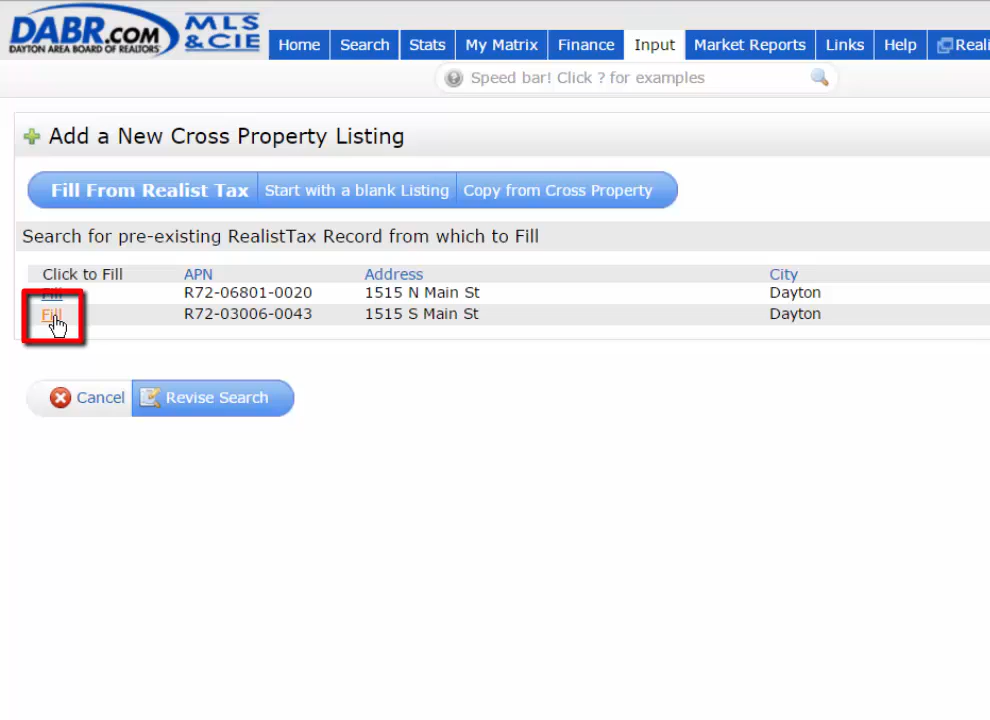 DABR.COM
DAYTON AREA BOARD OF REALTORS
MLS
& CIE
Home Search Stats My Matrix Finance Input Market Reports Links Help Reali
Speed bar! Click ? for examples
Add a New Cross Property Listing
Fill From Realist Tax Start with a blank Listing Copy from Cross Property
Search for pre-existing RealistTax Record from which to Fill
Click to Fill APN Address City
Fill R72-06801-0020 1515 N Main St Dayton
Fill R72-03006-0043 1515 S Main St Dayton
Cancel Revise Search